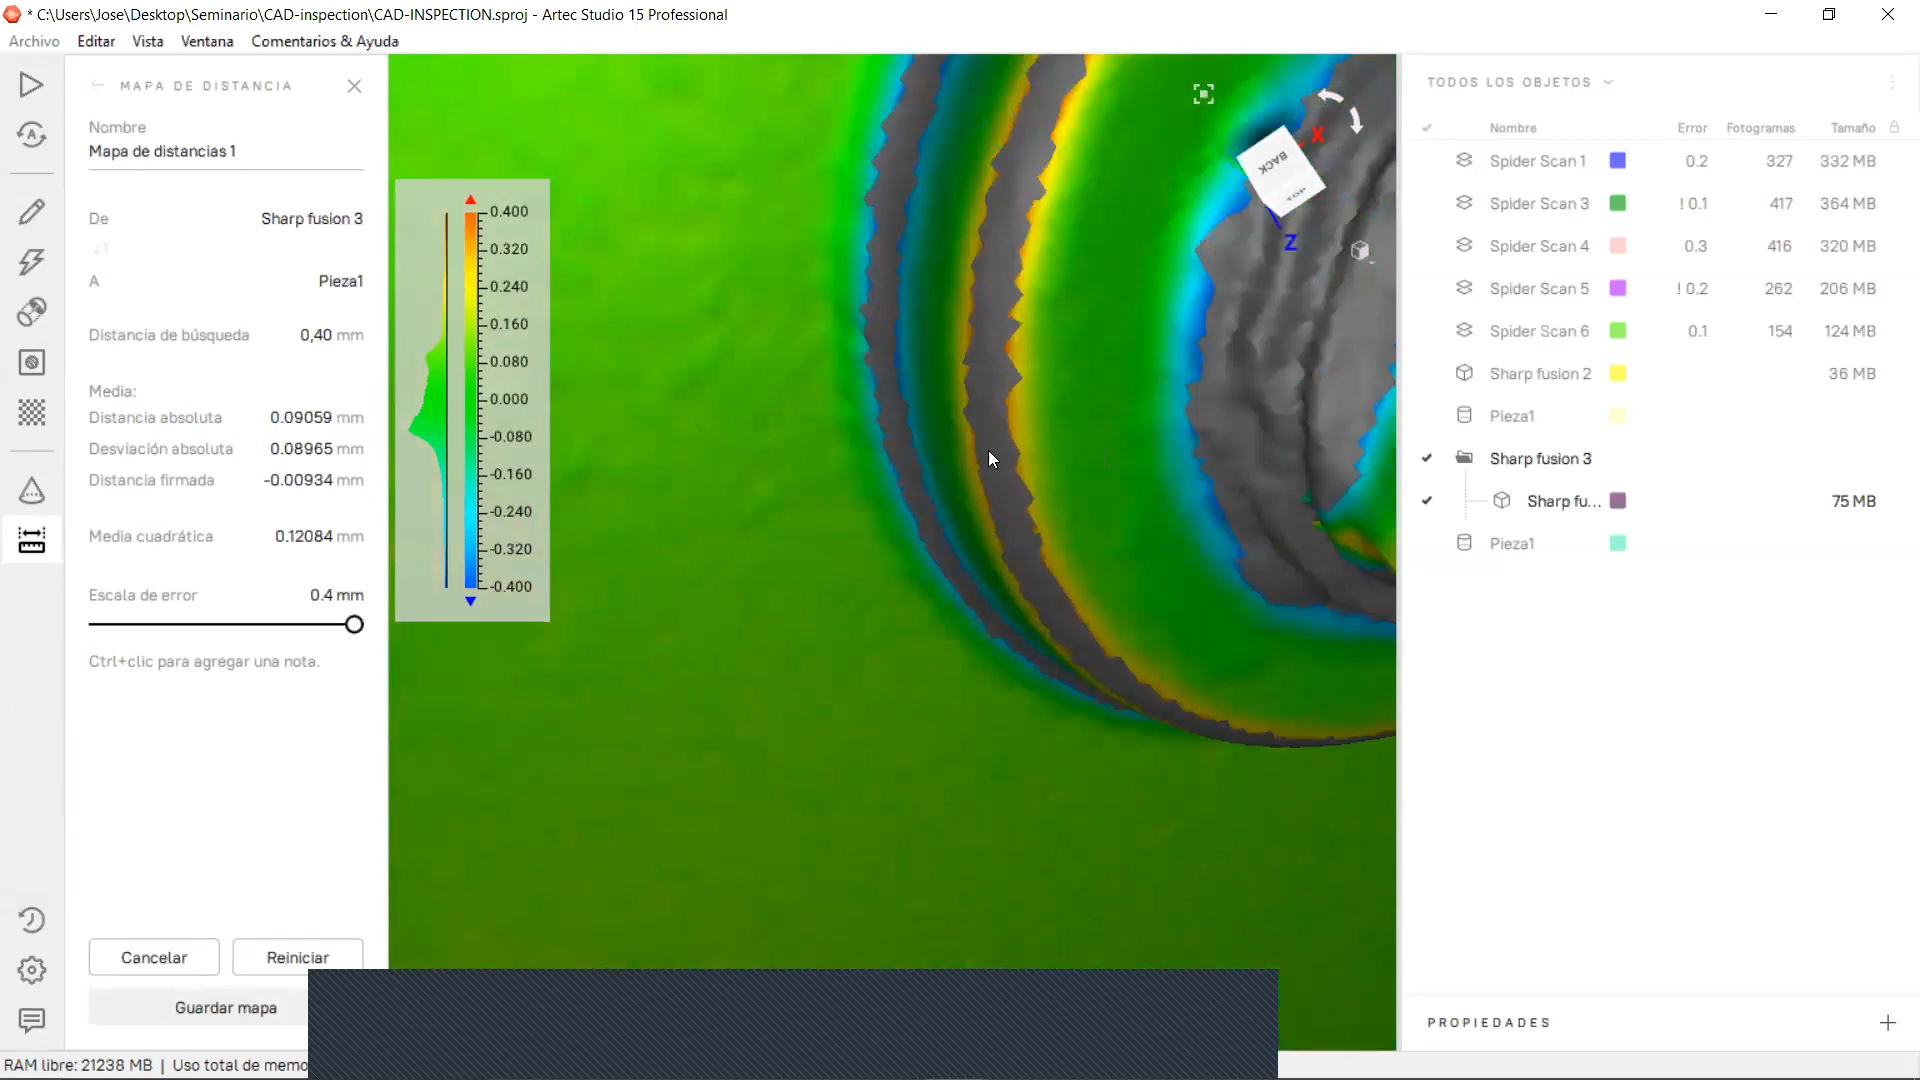 * C:\Users\Jose\Desktop\Seminario\CAD-inspection\CAD-INSPECTION.sproj - Artec Studio 15 Professional
Archivo Editar Vista Ventana Comentarios & Ayuda
MAPA DE DISTANCIA
Nombre
Mapa de distancias 1
De Sharp fusion 3
A Pieza1
Distancia de búsqueda 0,40 mm
Media:
Distancia absoluta 0.09059 mm
Desviación absoluta 0.08965 mm
Distancia firmada -0.00934 mm
Media cuadrática 0.12084 mm
Escala de error 0.4 mm
Ctrl+clic para agregar una nota.
Cancelar Reiniciar
Guardar mapa
0.400
0.320
0.240
0.160
0.080
0.000
-0.080
-0.160
-0.240
-0.320
-0.400
X
BACK
Z
TODOS LOS OBJETOS
Nombre Error Fotogramas Tamaño
Spider Scan 1 0.2 327 332 MB
Spider Scan 3 ! 0.1 417 364 MB
Spider Scan 4 0.3 416 320 MB
Spider Scan 5 ! 0.2 262 206 MB
Spider Scan 6 0.1 154 124 MB
Sharp fusion 2 36 MB
Pieza1
Sharp fusion 3
Sharp fu... 75 MB
Pieza1
PROPIEDADES
RAM libre: 21238 MB | Uso total de memo